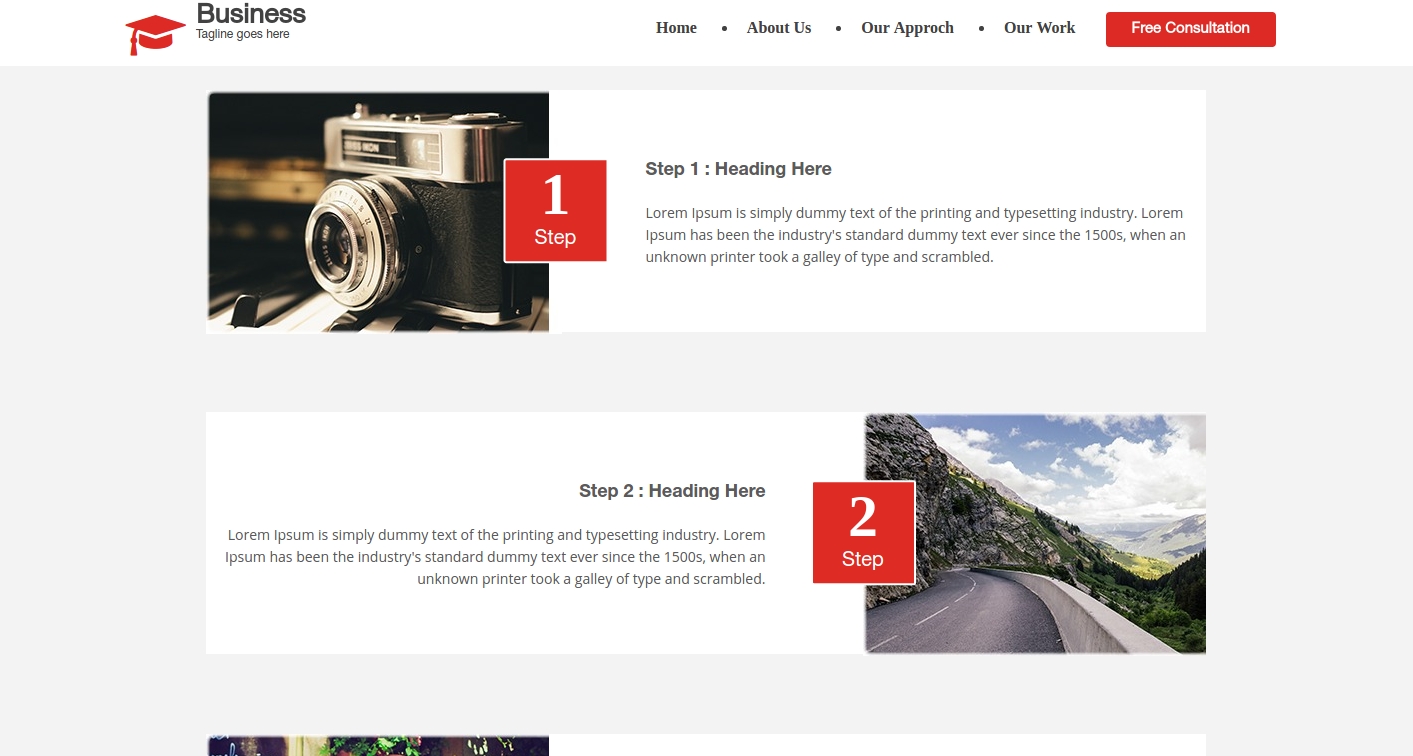 Business
Tagline goes here
Home • About Us • Our Approch • Our Work
Free Consultation
1
Step
Step 1 : Heading Here
Lorem Ipsum is simply dummy text of the printing and typesetting industry. Lorem
Ipsum has been the industry's standard dummy text ever since the 1500s, when an
unknown printer took a galley of type and scrambled.
Step 2 : Heading Here
Lorem Ipsum is simply dummy text of the printing and typesetting industry. Lorem
Ipsum has been the industry's standard dummy text ever since the 1500s, when an
unknown printer took a galley of type and scrambled.
2
Step